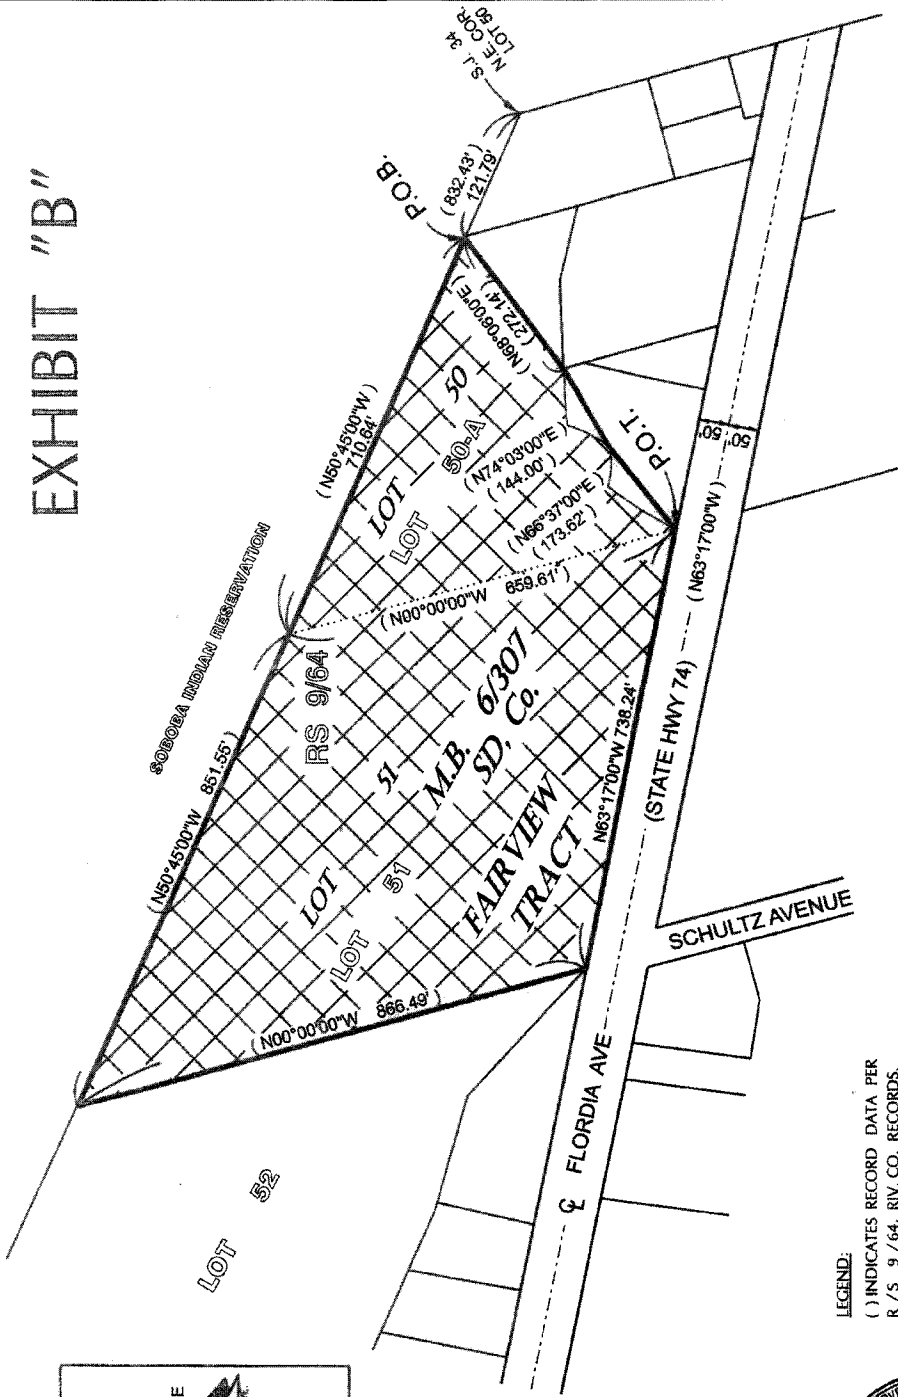 EXHIBIT "B"
S.J. 34
N.E. COR.
LOT 50
P.O.B.
(832.43')
121.79'
SOBOBA INDIAN RESERVATION
(N50°45'00"W)
710.64'
(N50°45'00"W 851.55')
LOT 50
LOT 50-A
(N68°06'00"E)
(272.14')
(N74°03'00"E)
(144.00')
(N66°37'00"E)
(173.62')
P.O.T.
(N00°00'00"W 659.61')
RS 9/64
LOT 51
M.B. 6/307
SD, Co.
LOT 51
FAIRVIEW
TRACT
N63°17'00"W 738.24'
(N63°17'00"W)
50'
50'
(STATE HWY 74)
(N00°00'00"W 866.49')
SCHULTZ AVENUE
℄ FLORDIA AVE
LOT 52
LEGEND:
( ) INDICATES RECORD DATA PER
R/S 9/64, RIV. CO. RECORDS.